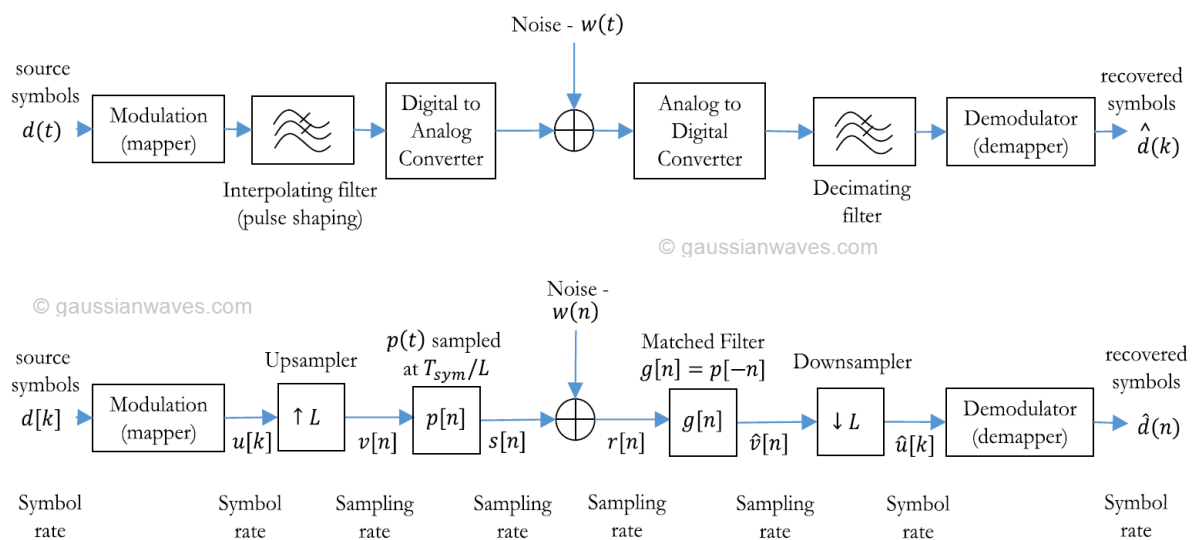 Noise - w(t)
source
symbols
d(t)
Modulation
(mapper)
Interpolating filter
(pulse shaping)
Digital to
Analog
Converter
Analog to
Digital
Converter
Decimating
filter
Demodulator
(demapper)
recovered
symbols
d̂(k)
© gaussianwaves.com
© gaussianwaves.com
Noise -
w(n)
source
symbols
d[k]
Modulation
(mapper)
u[k]
Upsampler
↑ L
v[n]
p(t) sampled
at T_sym/L
p[n]
s[n]
r[n]
Matched Filter
g[n] = p[−n]
g[n]
v̂[n]
Downsampler
↓ L
û[k]
Demodulator
(demapper)
recovered
symbols
d̂(n)
Symbol
rate
Symbol
rate
Sampling
rate
Sampling
rate
Sampling
rate
Sampling
rate
Symbol
rate
Symbol
rate